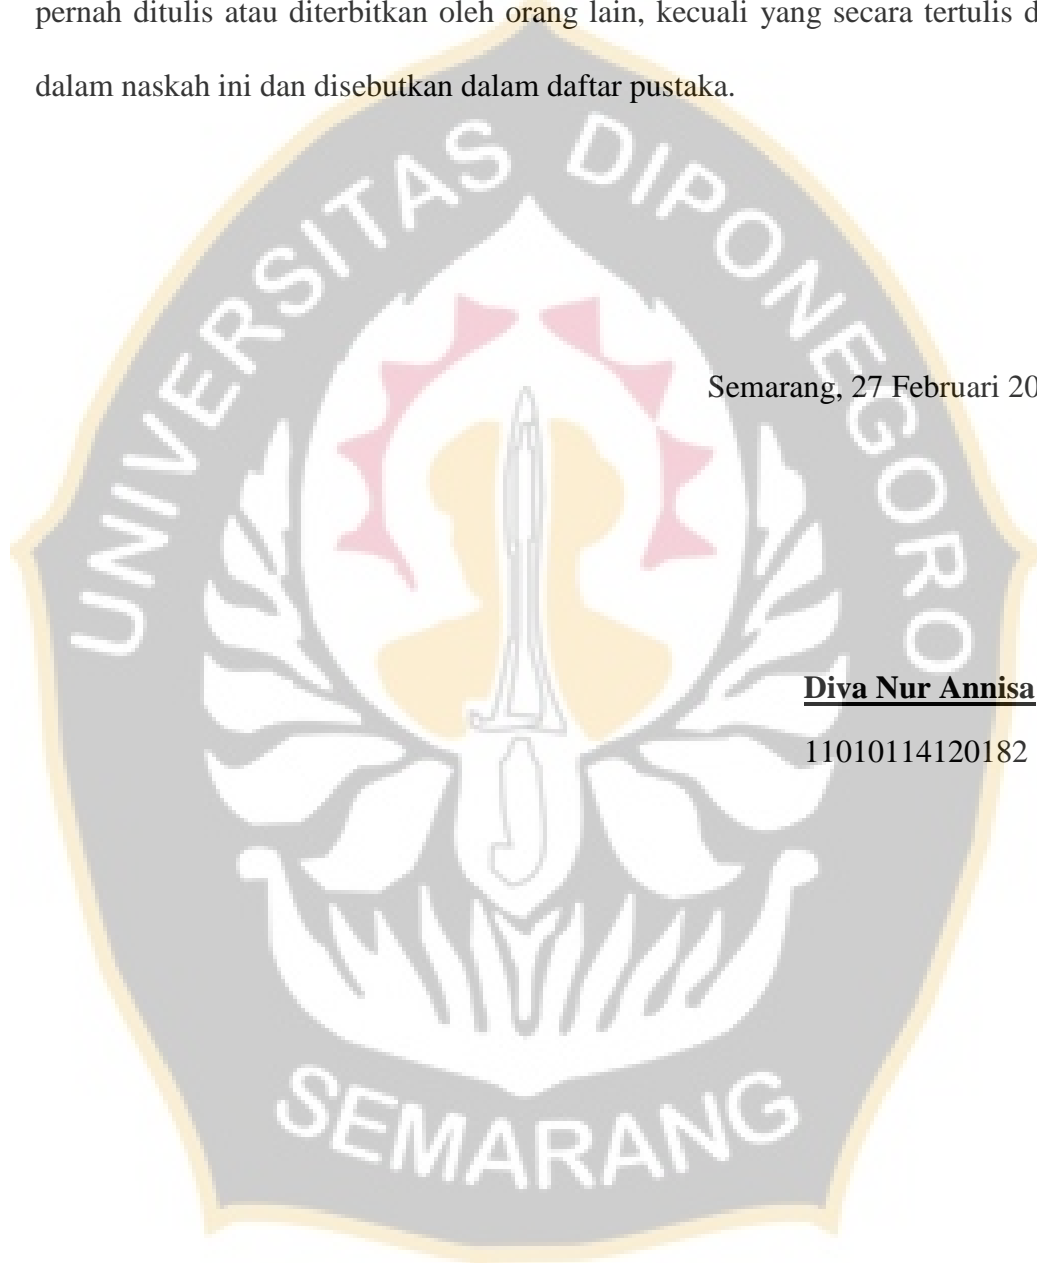 pernah ditulis atau diterbitkan oleh orang lain, kecuali yang secara tertulis d
dalam naskah ini dan disebutkan dalam daftar pustaka.
UNIVERSITAS DIPONEGORO
Semarang, 27 Februari 20
Diva Nur Annisa
11010114120182
SEMARANG